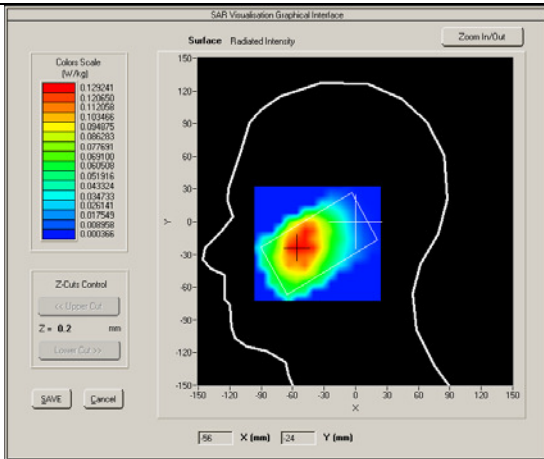 SAR Visualisation Graphical Interface
Surface Radiated Intensity
Zoom In/Out
Colors Scale
(W/kg)
0.129241
0.120650
0.112058
0.103466
0.094875
0.086283
0.077691
0.069100
0.060508
0.051916
0.043324
0.034733
0.026141
0.017549
0.008958
0.000366
150
120
90
60
30
0
-30
-60
-90
-120
-150
Y
-150 -120 -90 -60 -30 0 30 60 90 120 150
X
Z-Cuts Control
<< Upper Cut
Z = 0.2 mm
Lower Cut >>
SAVE Cancel
-56 X (mm) -24 Y (mm)